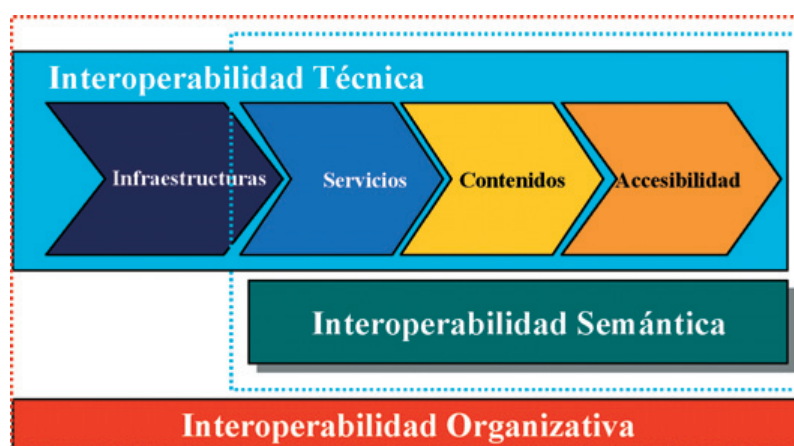 Interoperabilidad Técnica
Infraestructuras
Servicios
Contenidos
Accesibilidad
Interoperabilidad Semántica
Interoperabilidad Organizativa